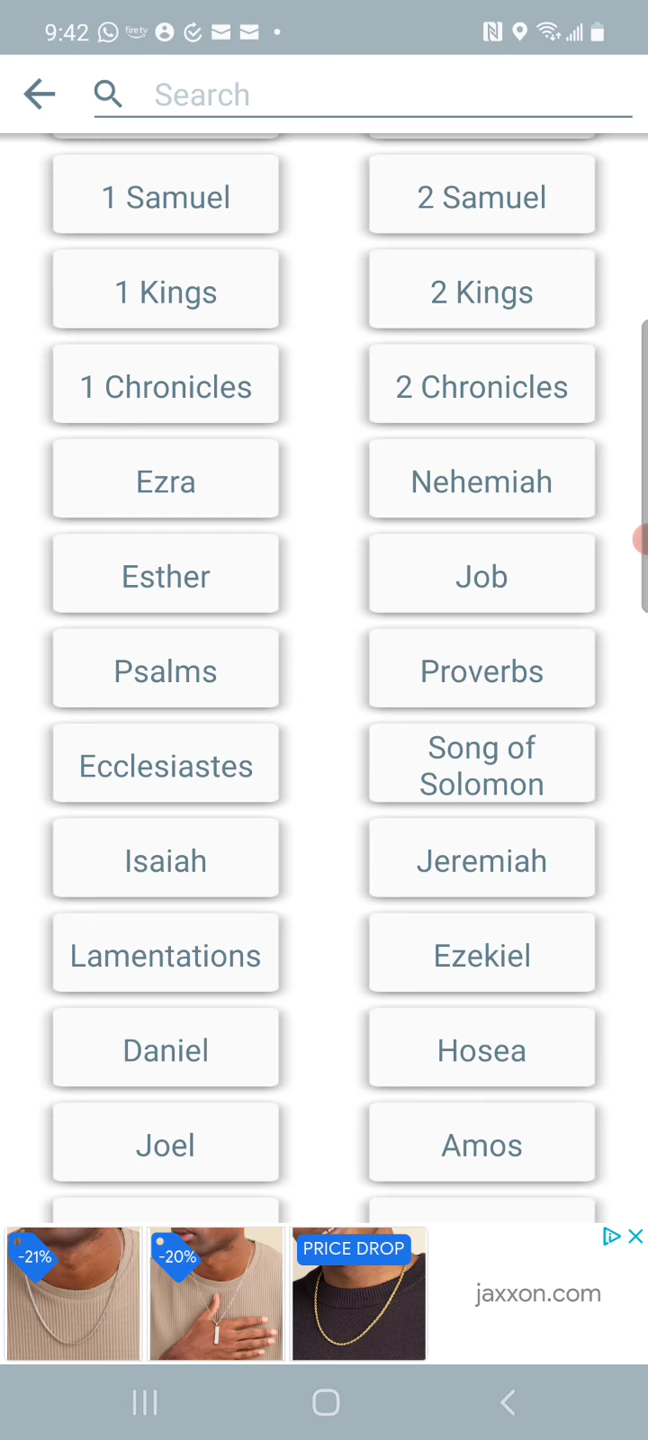 9:42 fire tv
Search
1 Samuel
2 Samuel
1 Kings
2 Kings
1 Chronicles
2 Chronicles
Ezra
Nehemiah
Esther
Job
Psalms
Proverbs
Ecclesiastes
Song of
Solomon
Isaiah
Jeremiah
Lamentations
Ezekiel
Daniel
Hosea
Joel
Amos
-21%
-20%
PRICE DROP
jaxxon.com